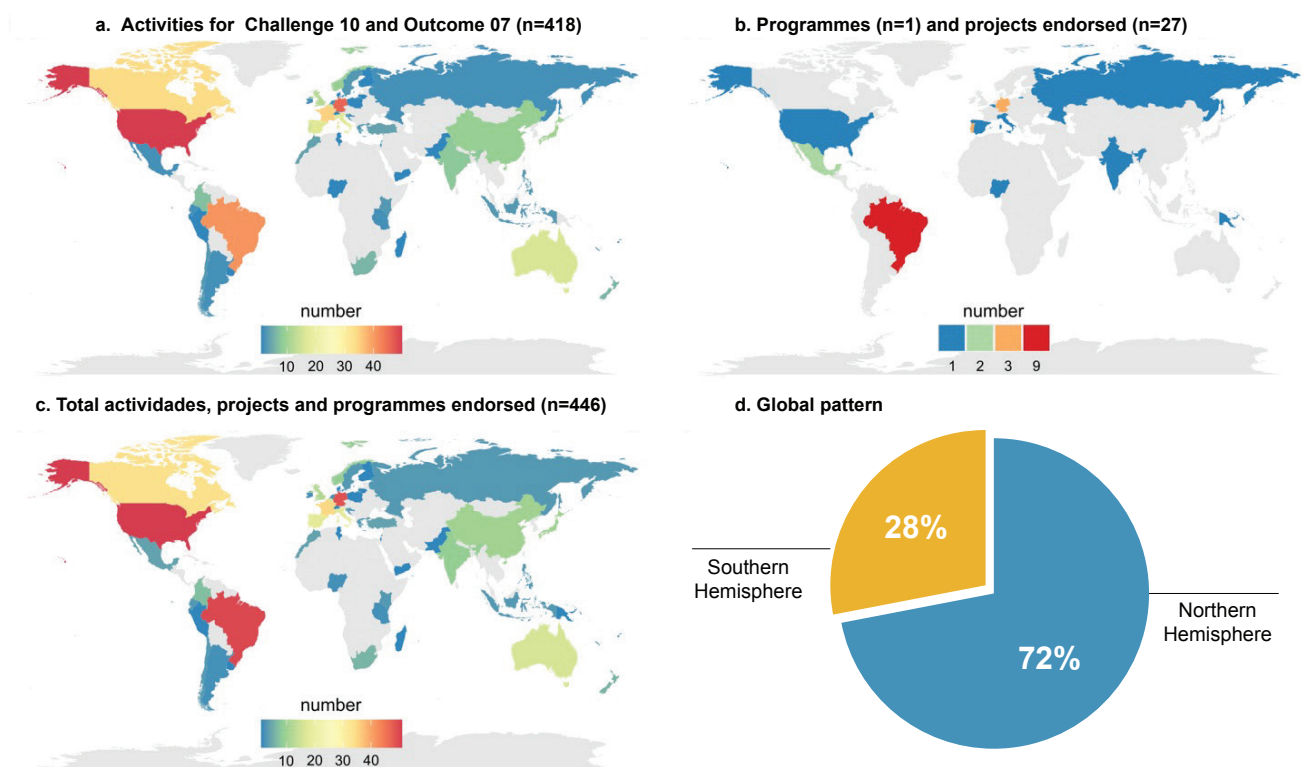 a. Activities for Challenge 10 and Outcome 07 (n=418)
b. Programmes (n=1) and projects endorsed (n=27)
number
10 20 30 40
number
1 2 3 9
c. Total actividades, projects and programmes endorsed (n=446)
d. Global pattern
number
10 20 30 40
28%
Southern
Hemisphere
72%
Northern
Hemisphere